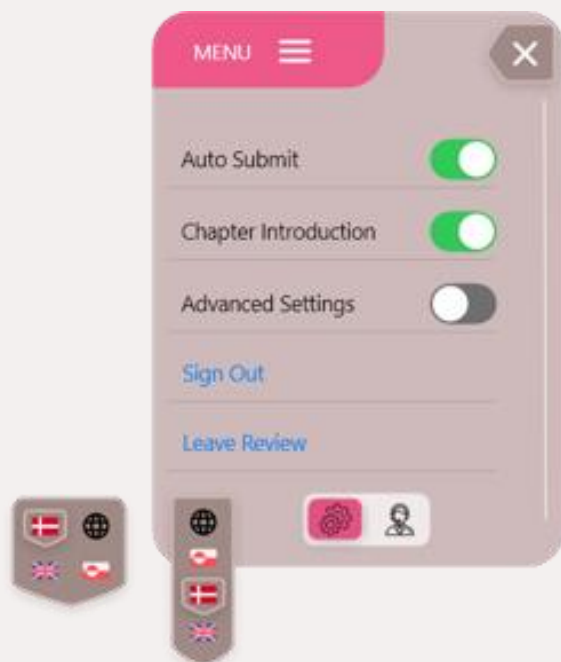 MENU
Auto Submit
Chapter Introduction
Advanced Settings
Sign Out
Leave Review